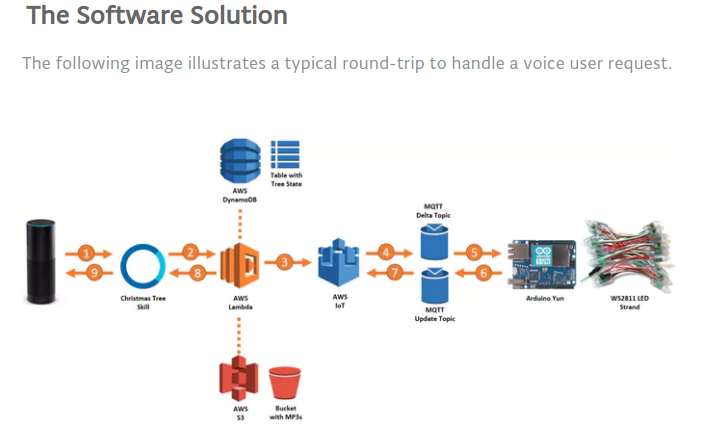 The Software Solution
The following image illustrates a typical round-trip to handle a voice user request.
Table with
Tree State
AWS
DynamoDB
MQTT
Delta Topic
1
2
3
4
5
9
8
7
6
Christmas Tree
Skill
AWS
Lambda
AWS
IoT
MQTT
Update Topic
Arduino Yun
WS2811 LED
Strand
AWS
S3
Bucket
with MP3s